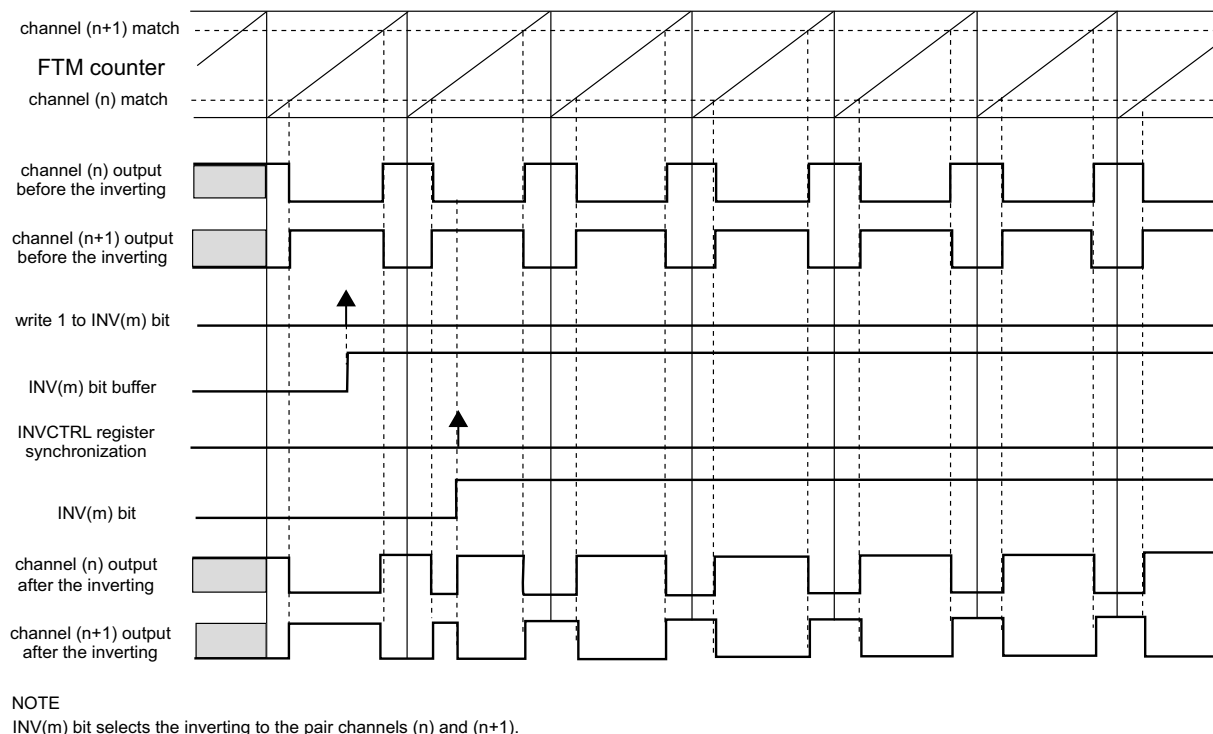 channel (n+1) match
FTM counter
channel (n) match
channel (n) output
before the inverting
channel (n+1) output
before the inverting
write 1 to INV(m) bit
INV(m) bit buffer
INVCTRL register
synchronization
INV(m) bit
channel (n) output
after the inverting
channel (n+1) output
after the inverting
NOTE
INV(m) bit selects the inverting to the pair channels (n) and (n+1).